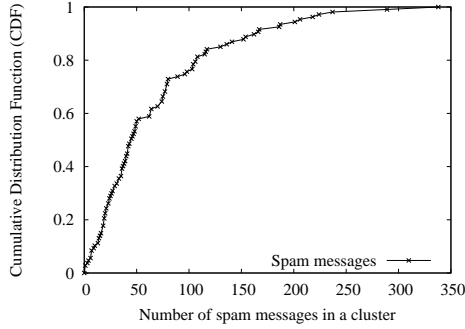 Cumulative Distribution Function (CDF)
1
0.8
0.6
0.4
0.2
0
Spam messages
0 50 100 150 200 250 300 350
Number of spam messages in a cluster